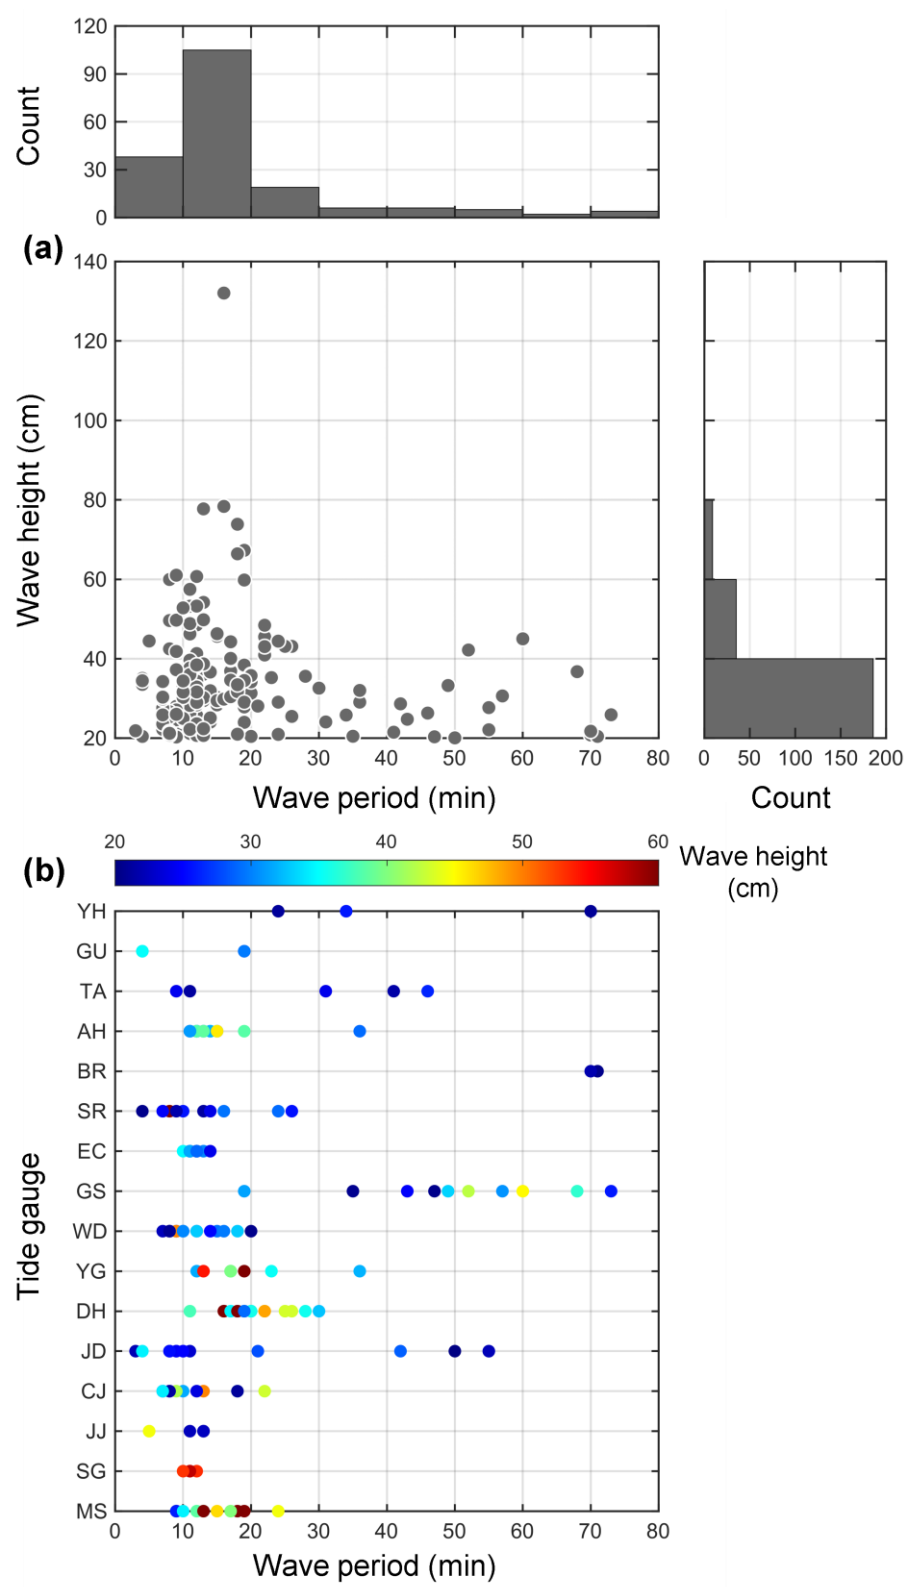 120
90
60
30
0
Count
(a)
140
120
100
80
60
40
20
Wave height (cm)
0 10 20 30 40 50 60 70 80
Wave period (min)
0 50 100 150 200
Count
(b)
20 30 40 50 60
Wave height
(cm)
YH
GU
TA
AH
BR
SR
EC
GS
WD
YG
DH
JD
CJ
JJ
SG
MS
Tide gauge
0 10 20 30 40 50 60 70 80
Wave period (min)